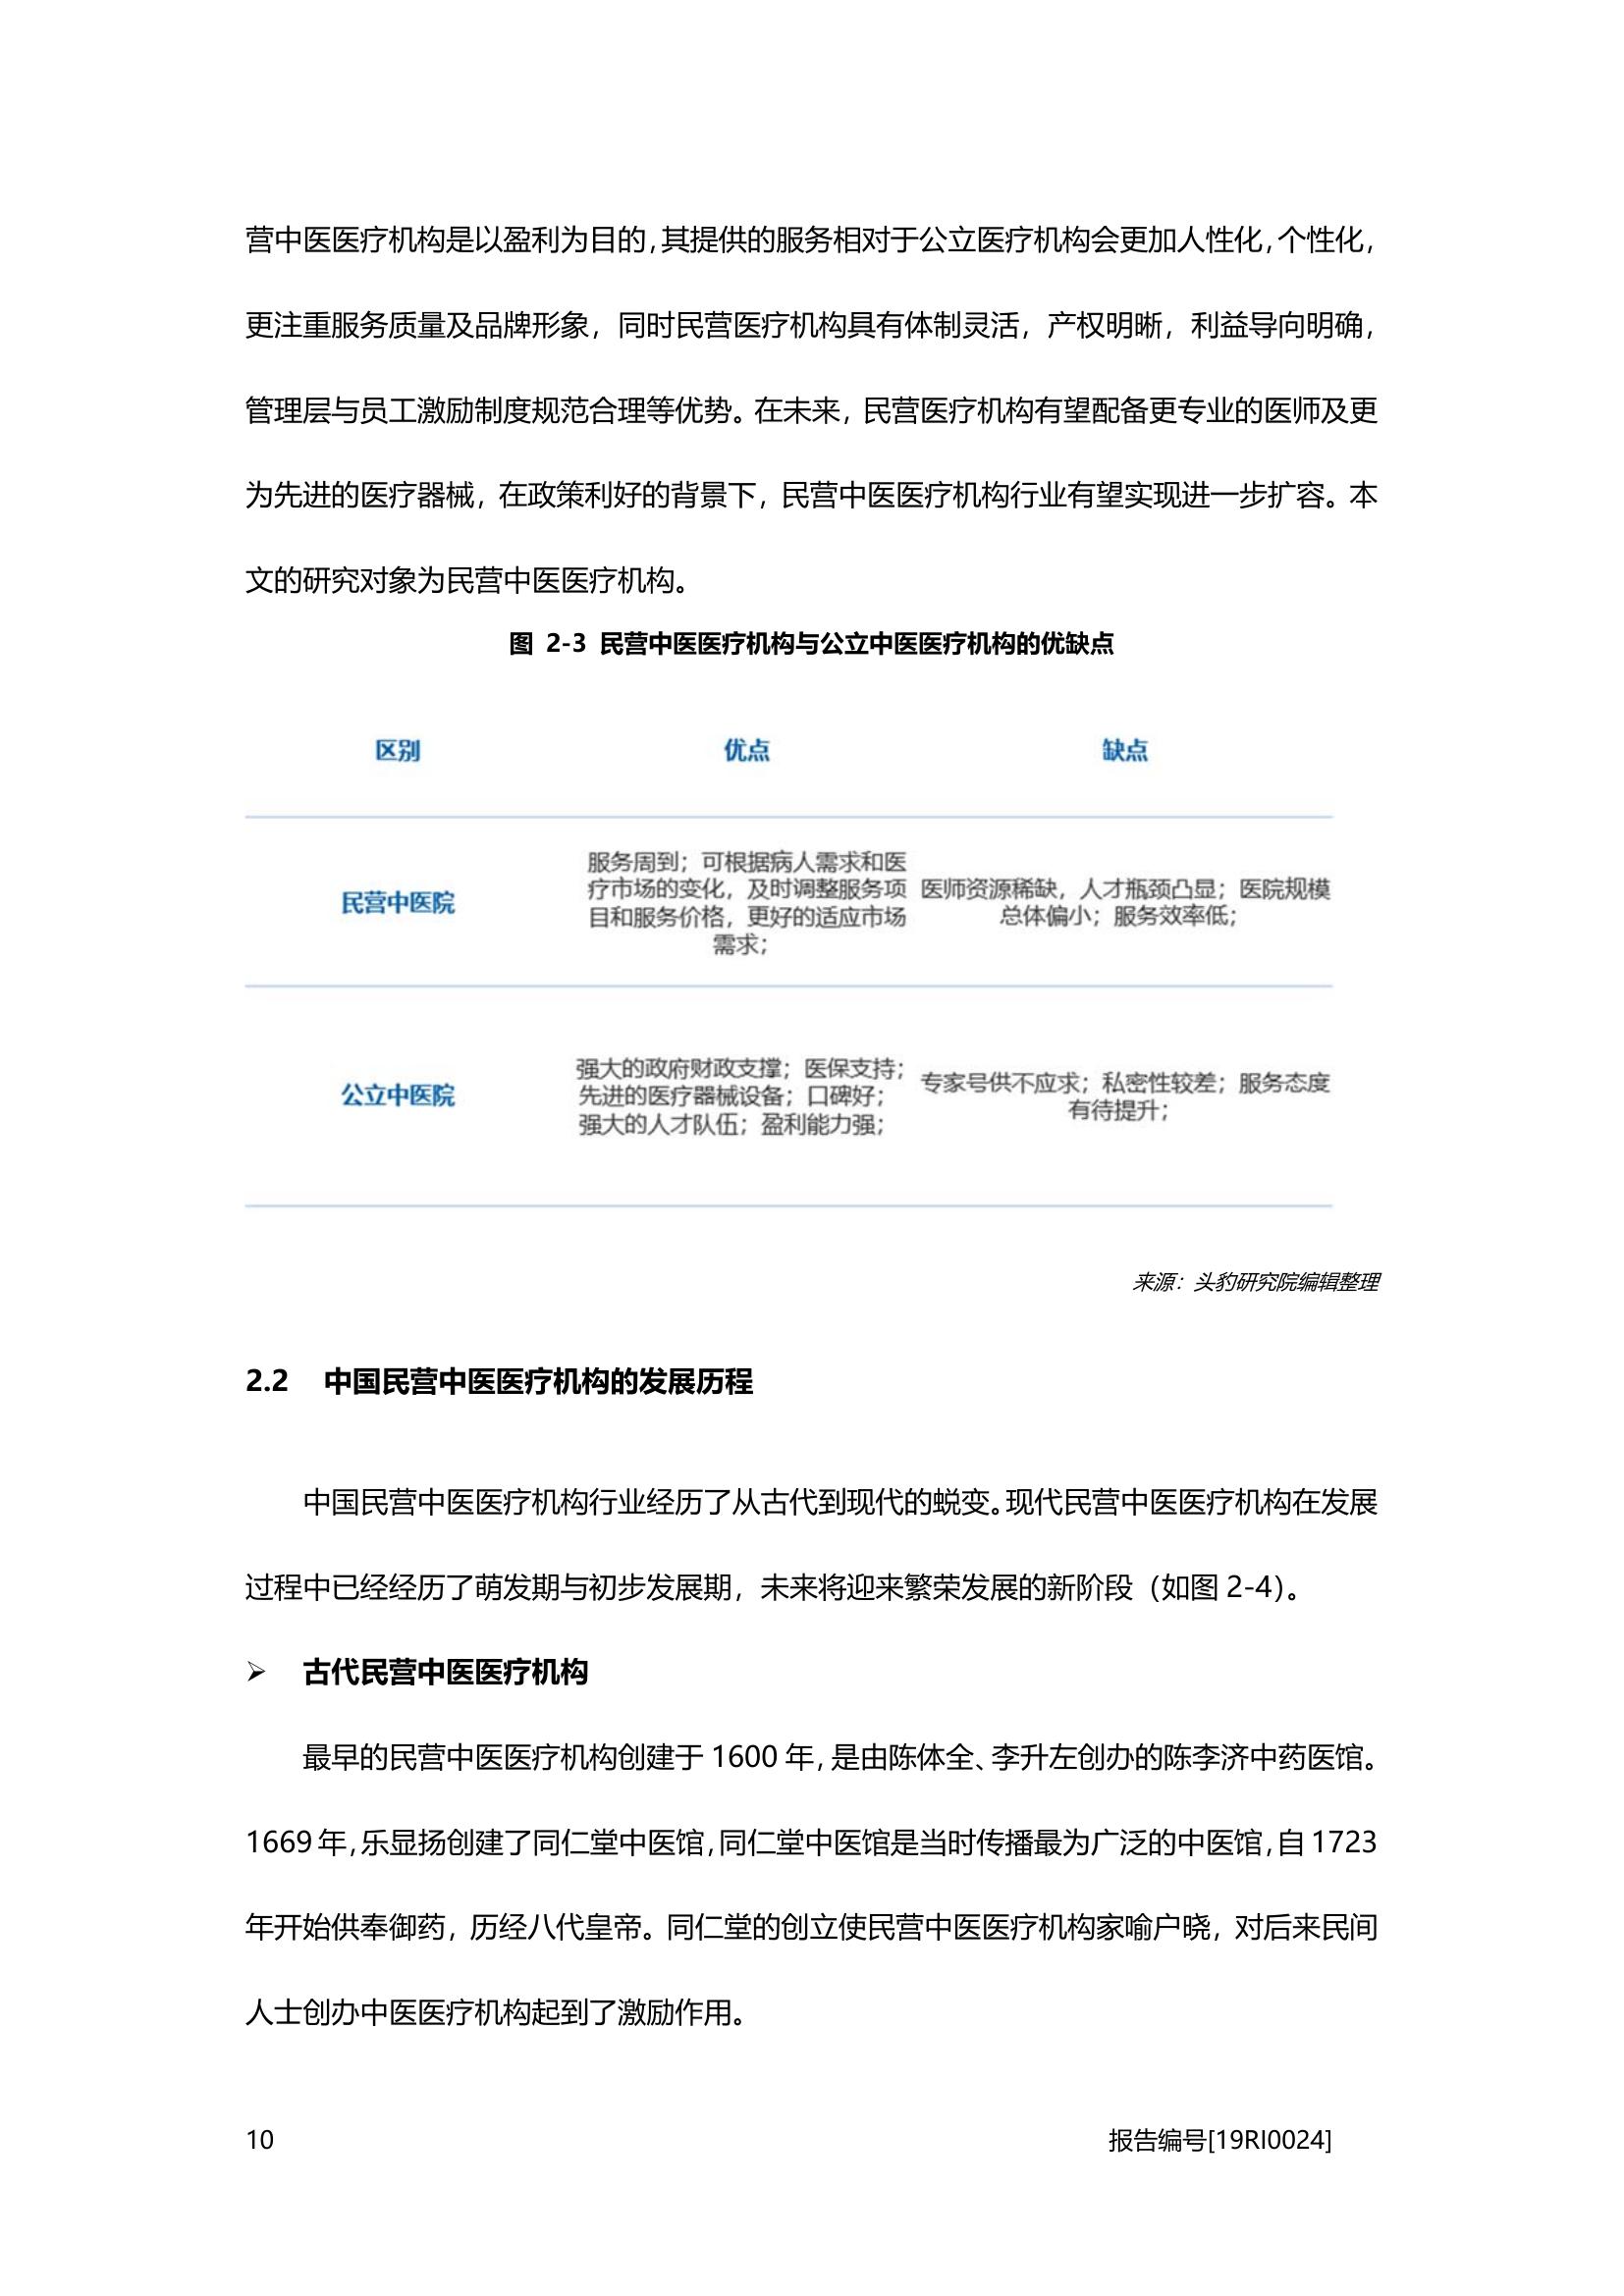 营中医医疗机构是以盈利为目的，其提供的服务相对于公立医疗机构会更加人性化，个性化，
更注重服务质量及品牌形象，同时民营医疗机构具有体制灵活，产权明晰，利益导向明确，
管理层与员工激励制度规范合理等优势。在未来，民营医疗机构有望配备更专业的医师及更
为先进的医疗器械，在政策利好的背景下，民营中医医疗机构行业有望实现进一步扩容。本
文的研究对象为民营中医医疗机构。
图 2-3 民营中医医疗机构与公立中医医疗机构的优缺点
区别 优点 缺点
民营中医院
服务周到；可根据病人需求和医
疗市场的变化，及时调整服务项
目和服务价格，更好的适应市场
需求；
医师资源稀缺，人才瓶颈凸显；医院规模
总体偏小；服务效率低；
公立中医院
强大的政府财政支撑；医保支持；
先进的医疗器械设备；口碑好；
强大的人才队伍；盈利能力强；
专家号供不应求；私密性较差；服务态度
有待提升；
来源：头豹研究院编辑整理
2.2 中国民营中医医疗机构的发展历程
中国民营中医医疗机构行业经历了从古代到现代的蜕变。现代民营中医医疗机构在发展
过程中已经经历了萌发期与初步发展期，未来将迎来繁荣发展的新阶段（如图 2-4）。
➢ 古代民营中医医疗机构
最早的民营中医医疗机构创建于 1600 年，是由陈体全、李升左创办的陈李济中药医馆。
1669 年，乐显扬创建了同仁堂中医馆，同仁堂中医馆是当时传播最为广泛的中医馆，自 1723
年开始供奉御药，历经八代皇帝。同仁堂的创立使民营中医医疗机构家喻户晓，对后来民间
人士创办中医医疗机构起到了激励作用。
10 报告编号[19RI0024]